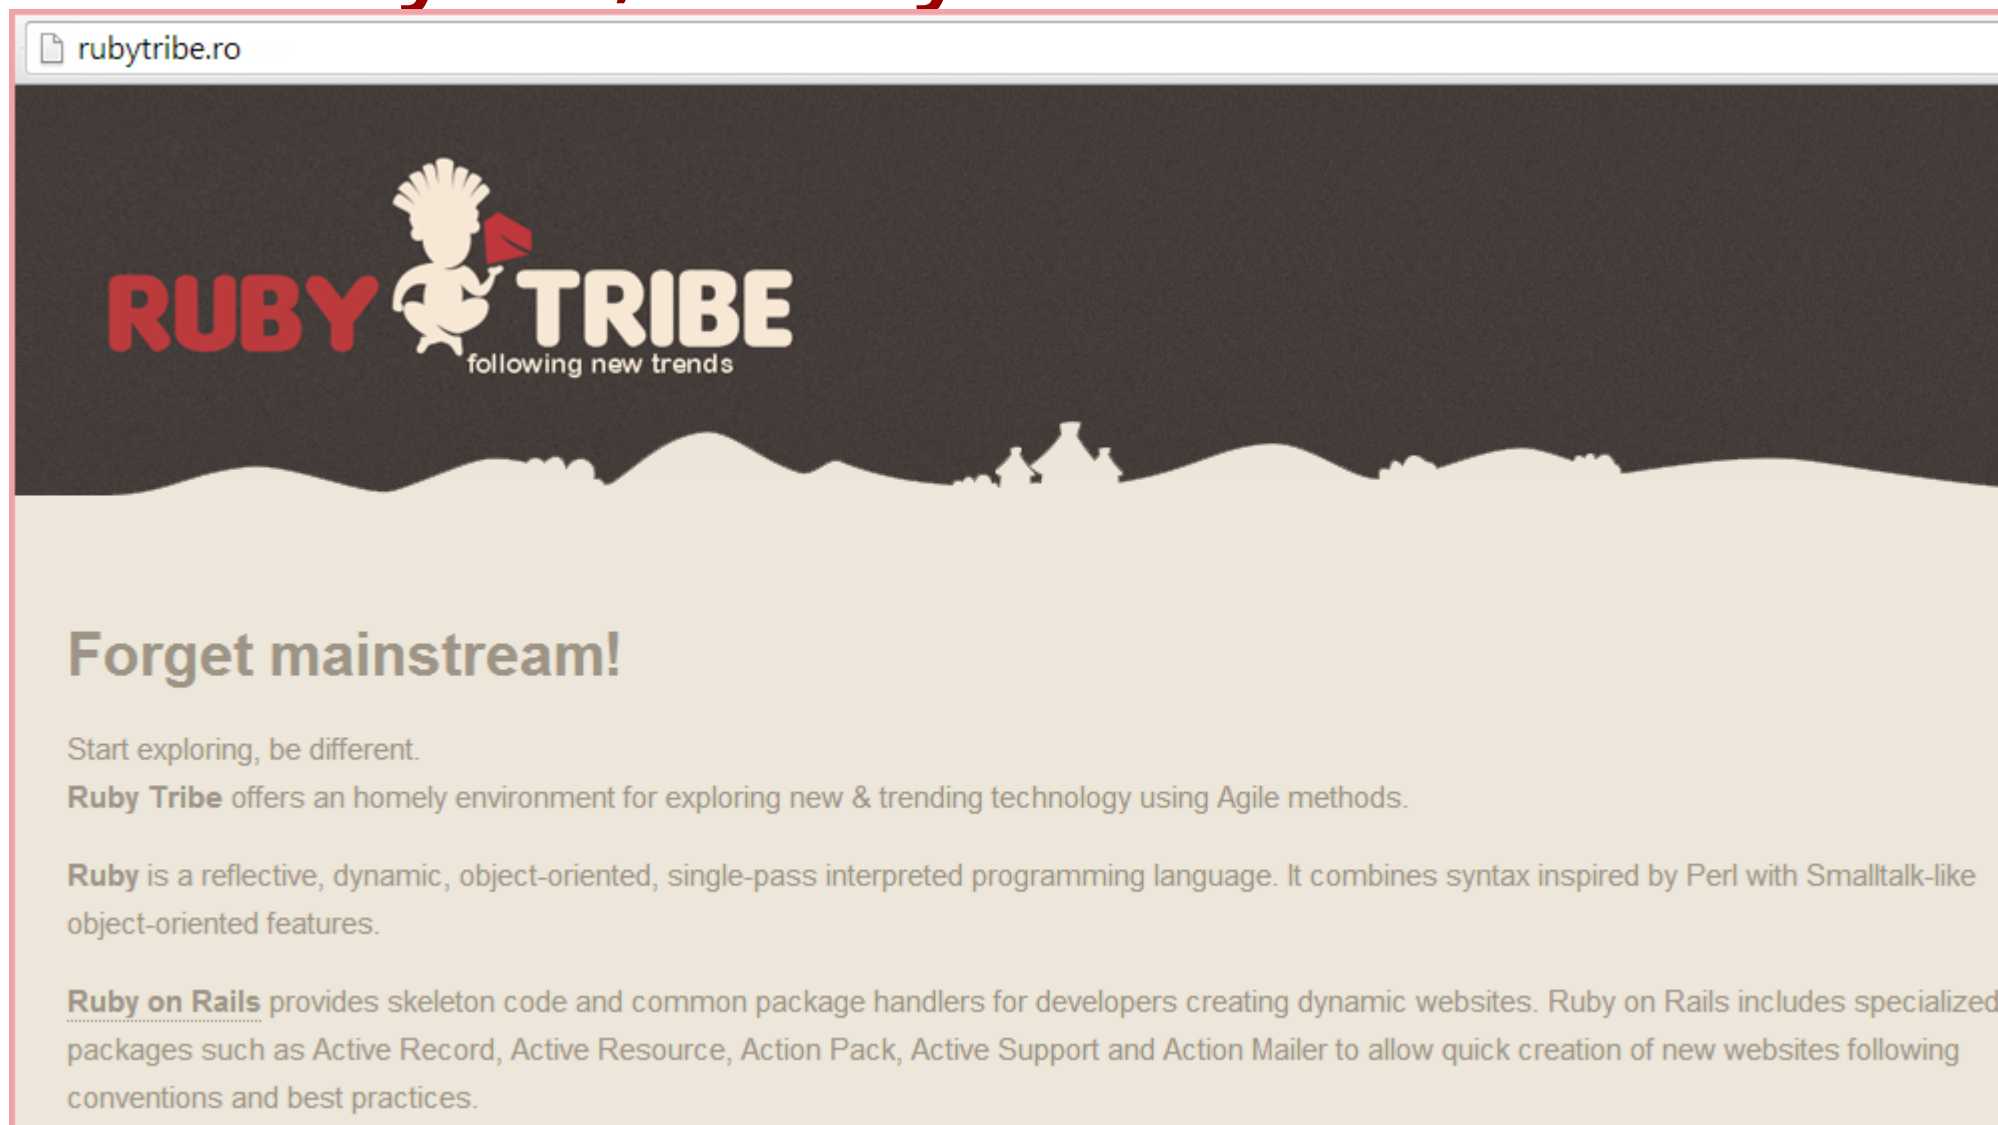 rubytribe.ro
RUBY TRIBE
following new trends
Forget mainstream!
Start exploring, be different.
Ruby Tribe offers an homely environment for exploring new & trending technology using Agile methods.
Ruby is a reflective, dynamic, object-oriented, single-pass interpreted programming language. It combines syntax inspired by Perl with Smalltalk-like
object-oriented features.
Ruby on Rails provides skeleton code and common package handlers for developers creating dynamic websites. Ruby on Rails includes specialized
packages such as Active Record, Active Resource, Action Pack, Active Support and Action Mailer to allow quick creation of new websites following
conventions and best practices.